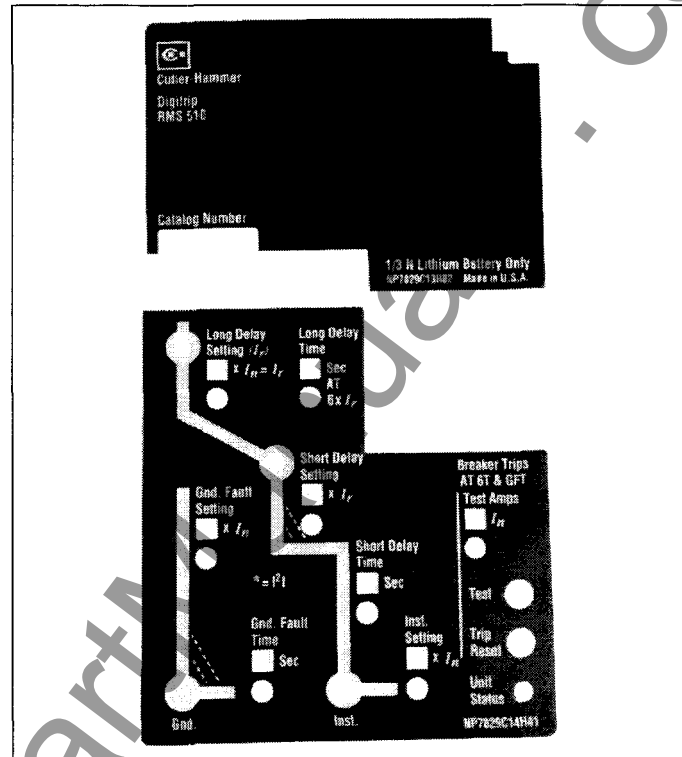 Cutler Hammer
Digitrip
RMS 510
Catalog Number
1/3 N Lithium Battery Only
NP7829C13H02 Made in U.S.A.
Long Delay
Setting (Ir)
x In = Ir
Long Delay
Time
Sec
AT
6x Ir
Short Delay
Setting
x Ir
Gnd. Fault
Setting
x In
* = I²t
Short Delay
Time
Sec
Gnd. Fault
Time
Sec
Inst.
Setting
x In
Breaker Trips
AT 6T & GFT
Test Amps
In
Test
Trip
Reset
Unit
Status
Gnd.
Inst.
NP7829C14H41